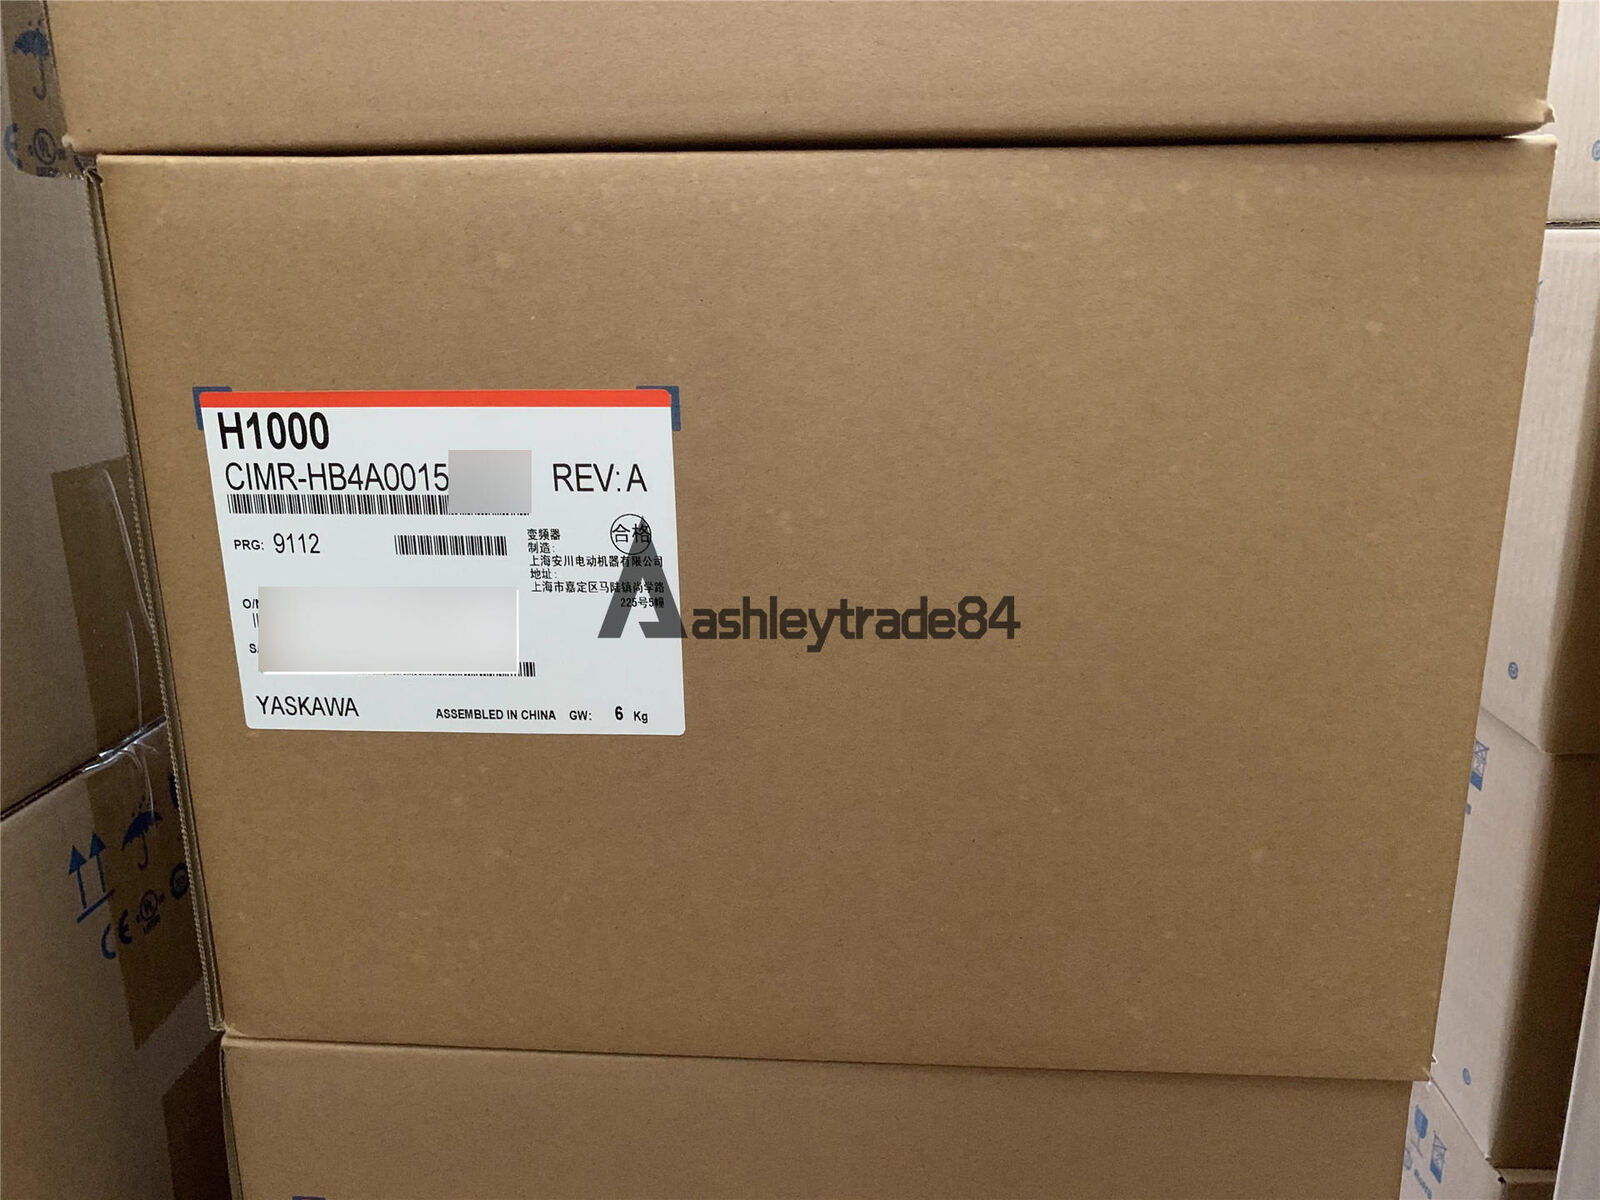 H1000
CIMR-HB4A0015
REV: A
PRG: 9112
变频器
合格
制造:
上海安川电动机器有限公司
地址:
上海市嘉定区马陆镇尚学路
225号5幢
Aashleytrade84
YASKAWA
ASSEMBLED IN CHINA GW: 6 Kg
CE